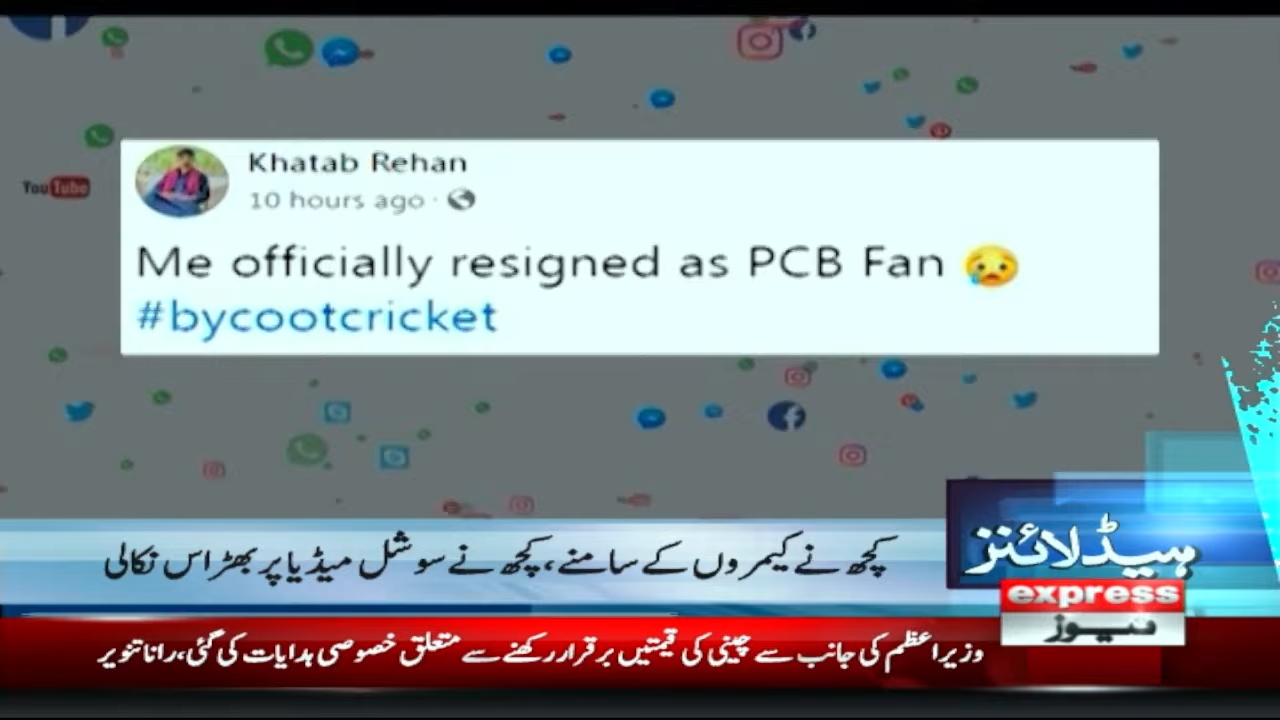 YouTube
Khatab Rehan
10 hours ago ·
Me officially resigned as PCB Fan 😥
#bycootcricket
ہیڈلائنز
کچھ نے کیمروں کے سامنے، کچھ نے سوشل میڈیا پر بھڑاس نکالی
express
نیوز
وزیراعظم کی جانب سے چینی کی قیمتیں برقرار رکھنے سے متعلق خصوصی ہدایات کی گئی، رانا تنویر